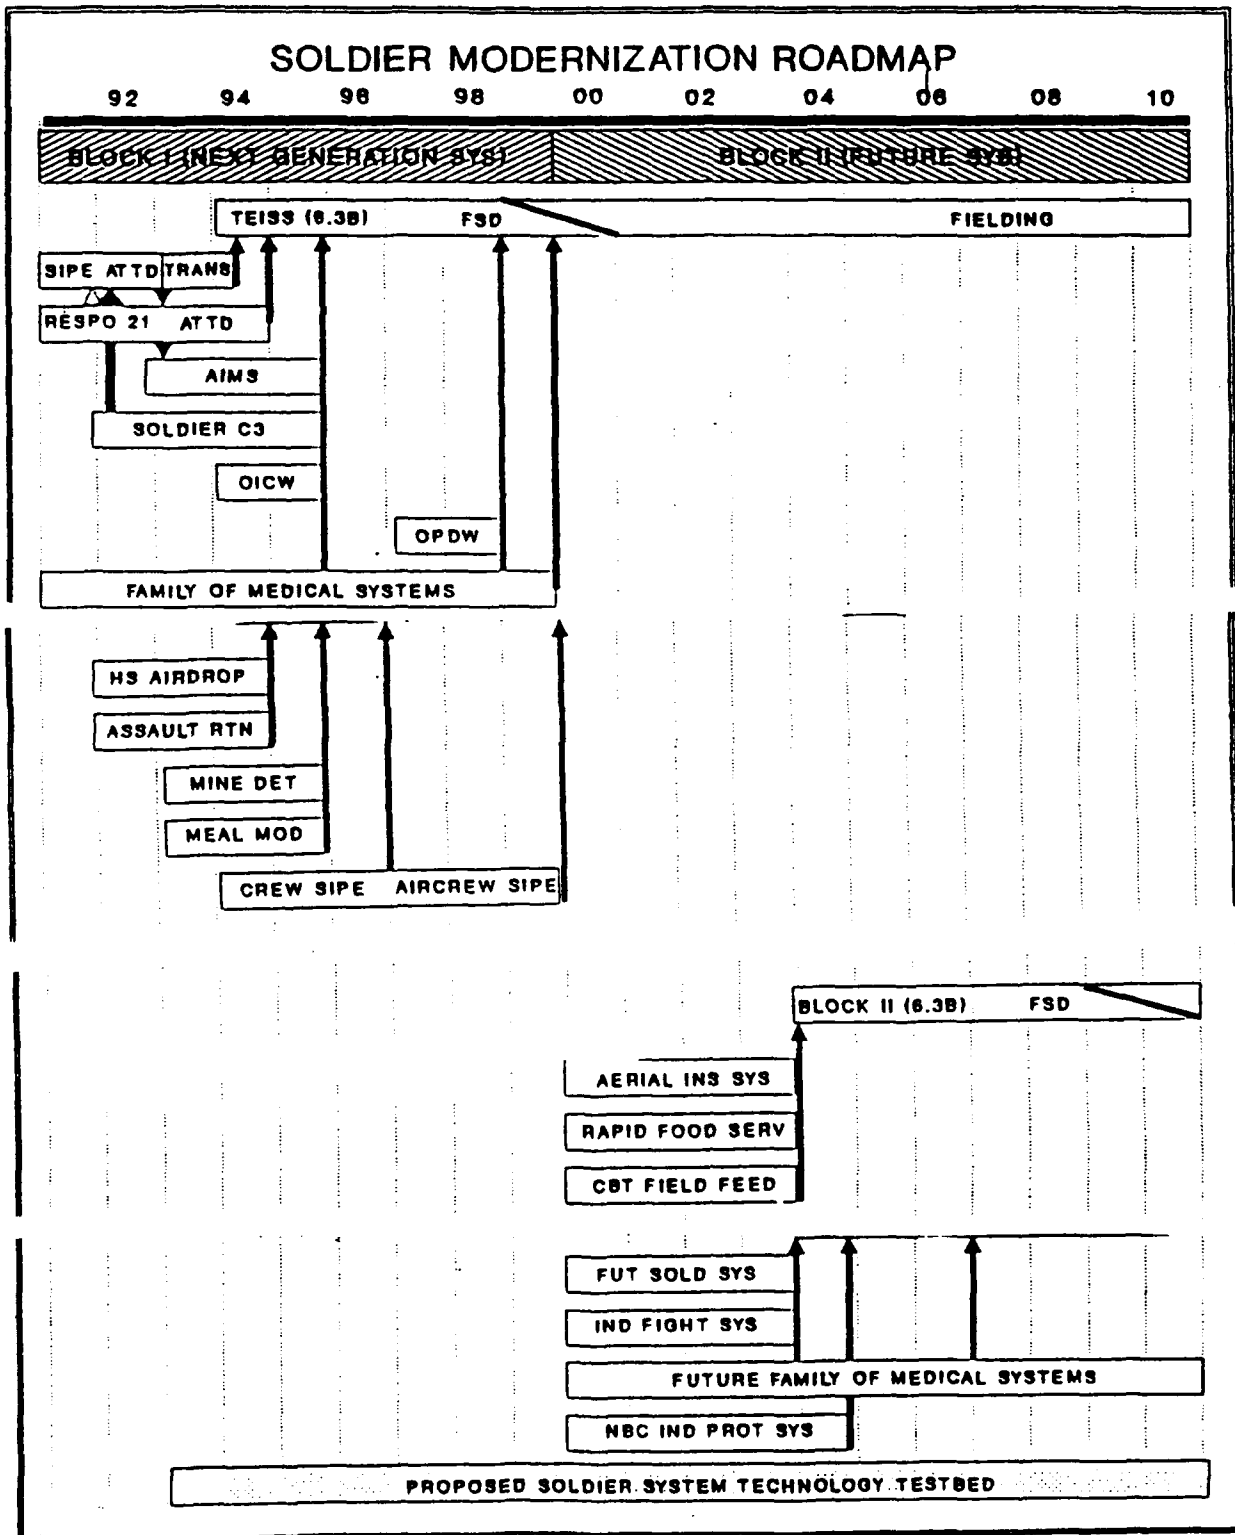 SOLDIER MODERNIZATION ROADMAP
92 94 96 98 00 02 04 06 08 10
BLOCK I (NEXT GENERATION SYS) BLOCK II (FUTURE SYS)
TEISS (6.3B) FSD FIELDING
SIPE ATTD TRANS
RESPO 21 ATTD
AIMS
SOLDIER C3
OICW
OPDW
FAMILY OF MEDICAL SYSTEMS
HS AIRDROP
ASSAULT RTN
MINE DET
MEAL MOD
CREW SIPE AIRCREW SIPE
BLOCK II (6.3B) FSD
AERIAL INS SYS
RAPID FOOD SERV
CBT FIELD FEED
FUT SOLD SYS
IND FIGHT SYS
FUTURE FAMILY OF MEDICAL SYSTEMS
NBC IND PROT SYS
PROPOSED SOLDIER SYSTEM TECHNOLOGY TESTBED